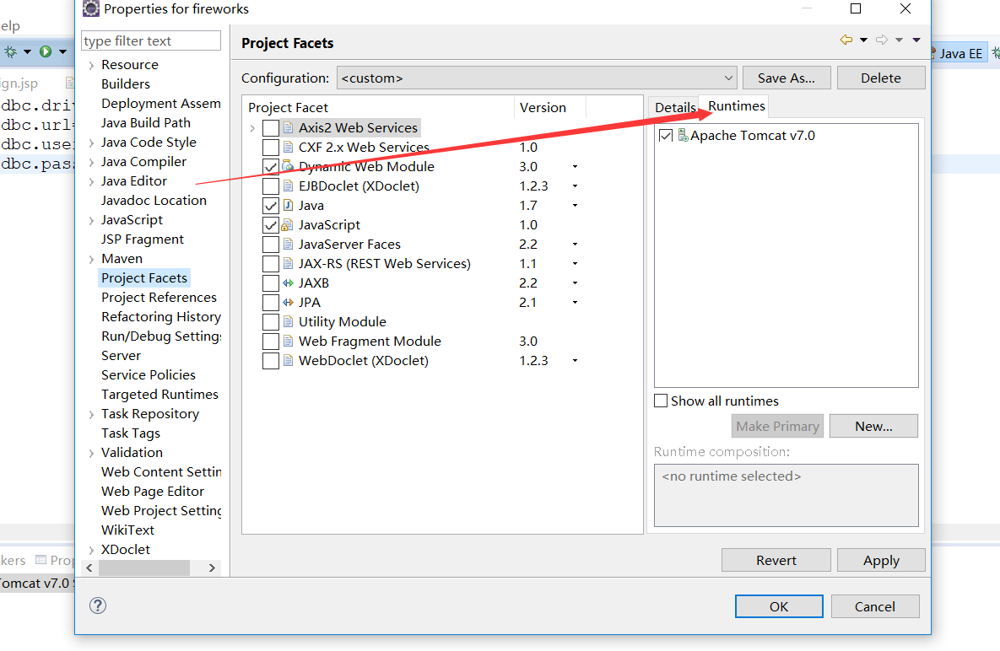 Properties for fireworks
elp
type filter text
Project Facets
Java EE
ign.jsp
Configuration:
<custom>
Save As...
Delete
dbc.driv
dbc.url=
dbc.use
dbc.pas
Resource
Builders
Deployment Assem
Java Build Path
Java Code Style
Java Compiler
Java Editor
Javadoc Location
JavaScript
JSP Fragment
Maven
Project Facets
Project References
Refactoring History
Run/Debug Settings
Server
Service Policies
Targeted Runtimes
Task Repository
Task Tags
Validation
Web Content Settin
Web Page Editor
Web Project Setting
WikiText
XDoclet
Project Facet Version
Axis2 Web Services
CXF 2.x Web Services 1.0
Dynamic Web Module 3.0
EJBDoclet (XDoclet) 1.2.3
Java 1.7
JavaScript 1.0
JavaServer Faces 2.2
JAX-RS (REST Web Services) 1.1
JAXB 2.2
JPA 2.1
Utility Module
Web Fragment Module 3.0
WebDoclet (XDoclet) 1.2.3
Details Runtimes
Apache Tomcat v7.0
Show all runtimes
Make Primary
New...
Runtime composition:
<no runtime selected>
kers
Prop
Tomcat v7.0
Revert
Apply
?
OK
Cancel